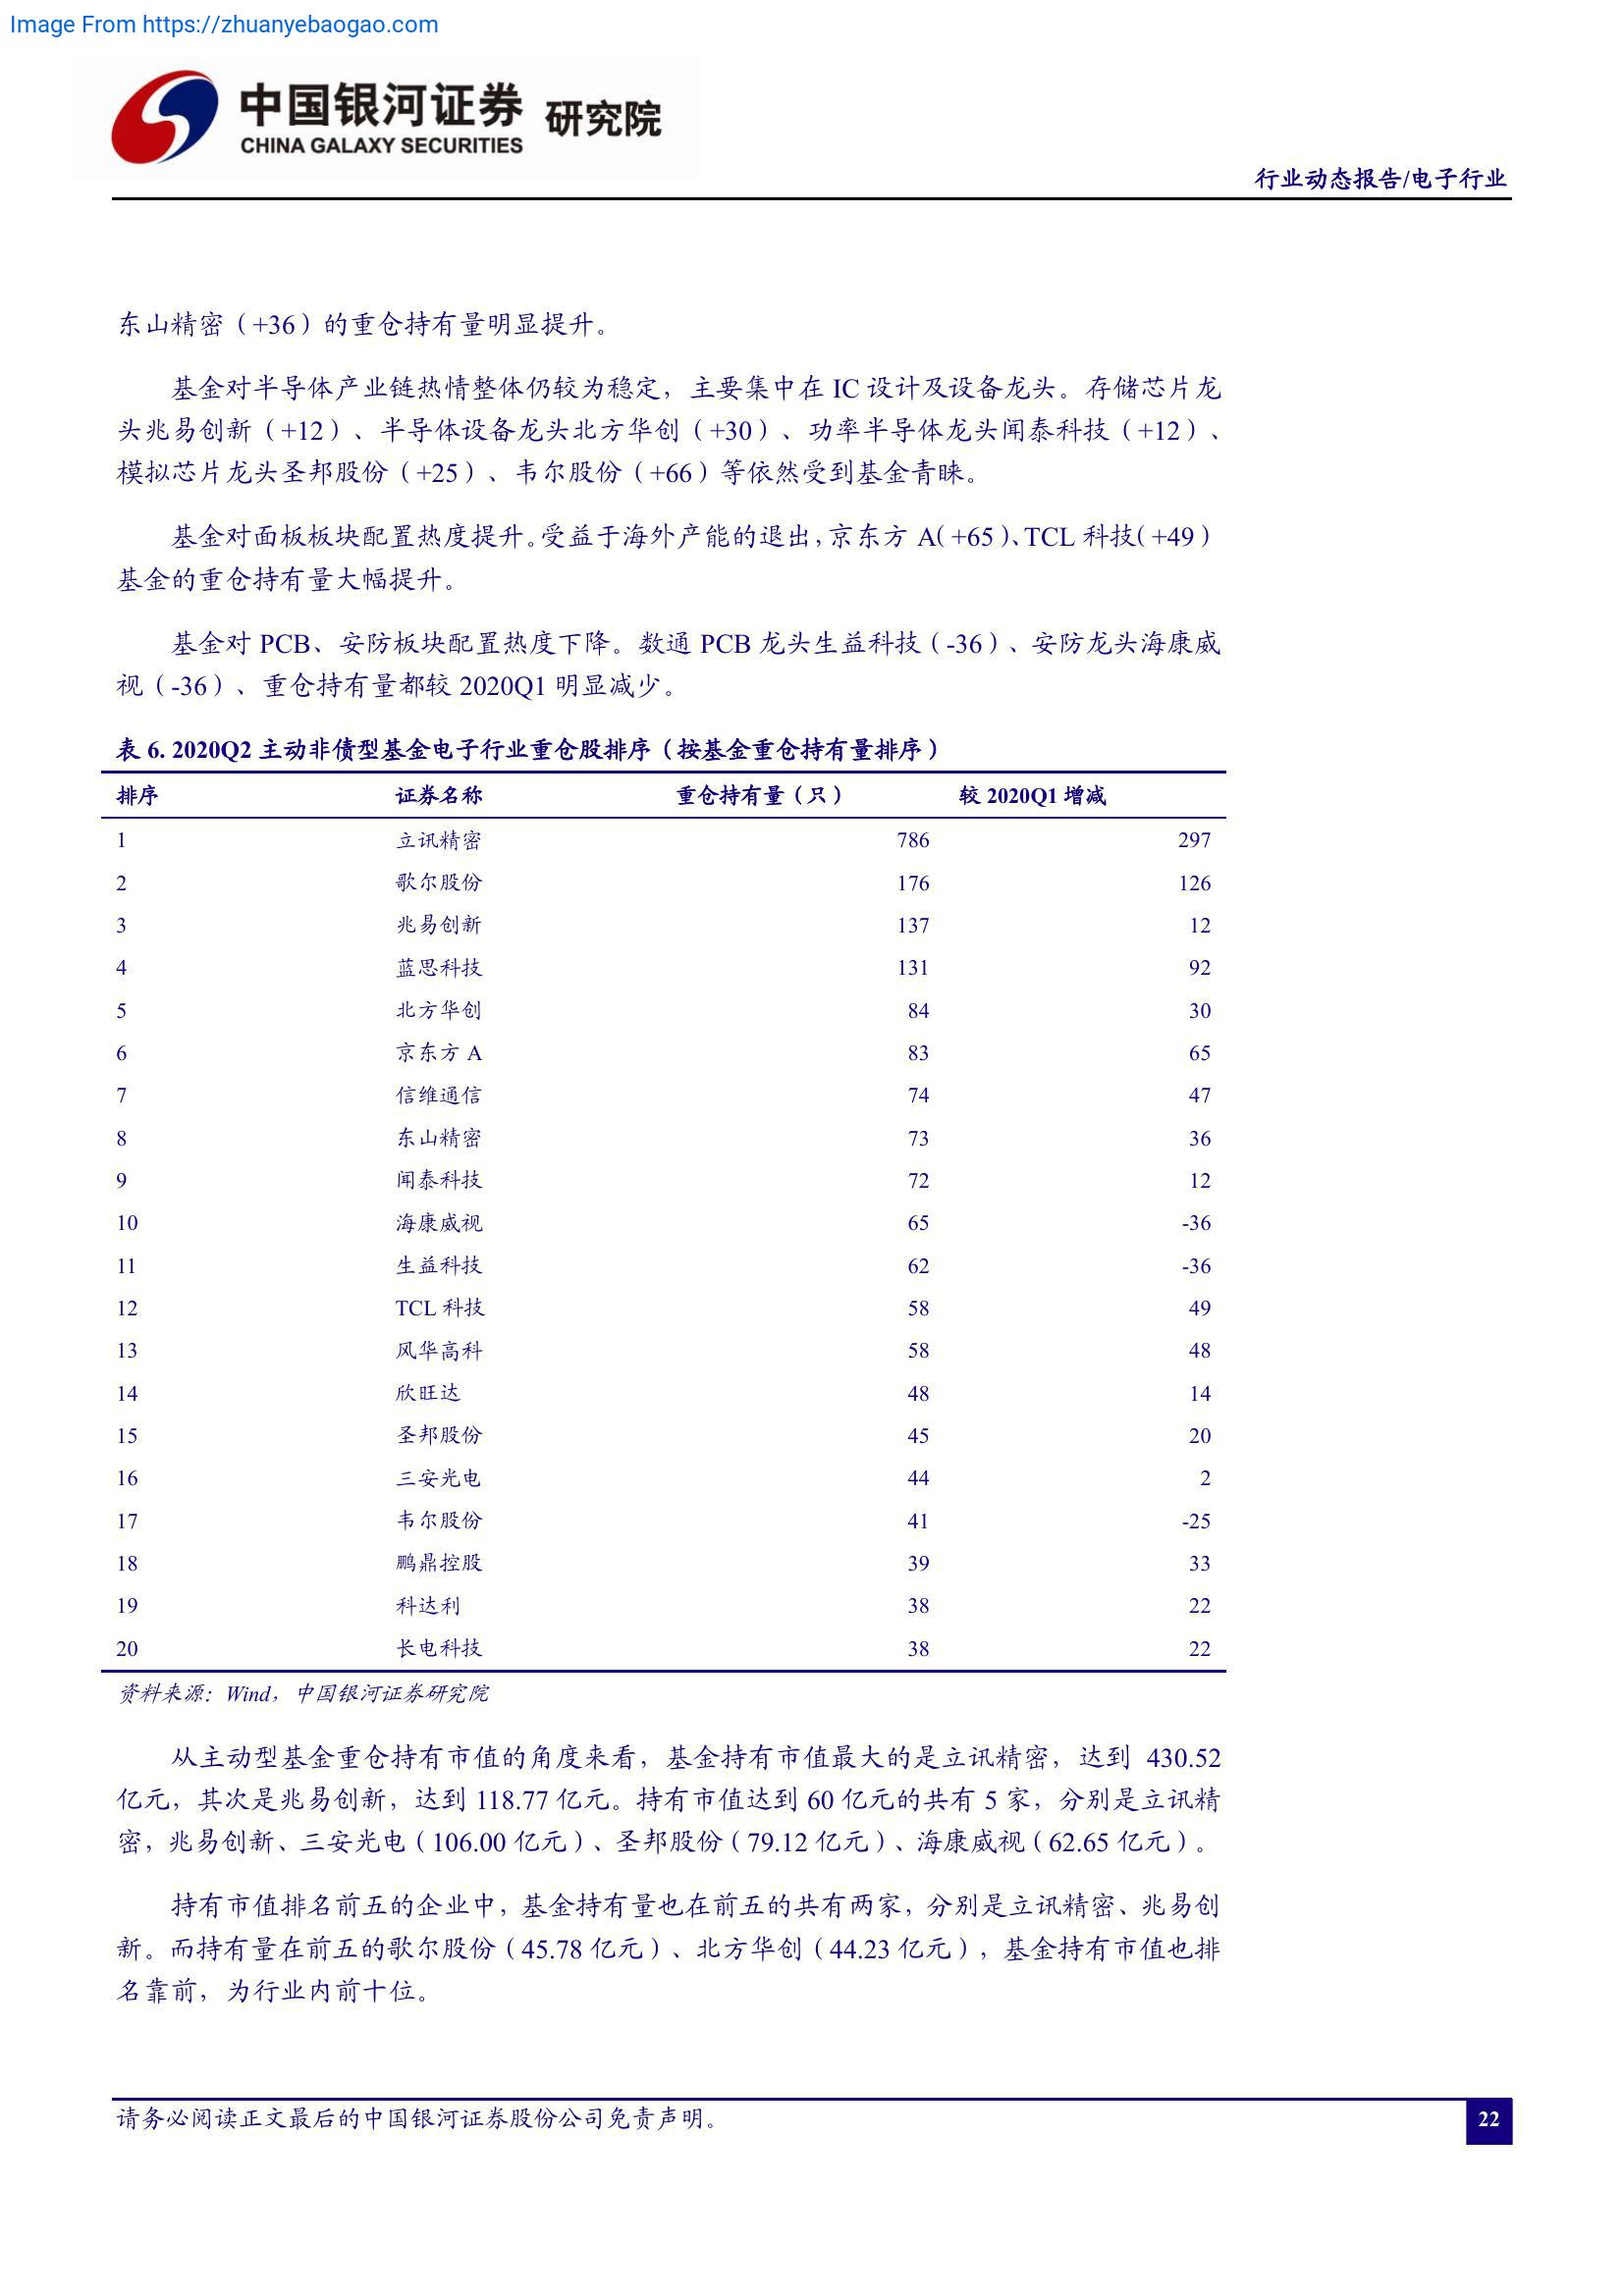 Image From https://zhuanyebaogao.com
中国银河证券 研究院
CHINA GALAXY SECURITIES
行业动态报告/电子行业
东山精密（+36）的重仓持有量明显提升。
基金对半导体产业链热情整体仍较为稳定，主要集中在 IC 设计及设备龙头。存储芯片龙
头兆易创新（+12）、半导体设备龙头北方华创（+30）、功率半导体龙头闻泰科技（+12）、
模拟芯片龙头圣邦股份（+25）、韦尔股份（+66）等依然受到基金青睐。
基金对面板板块配置热度提升。受益于海外产能的退出，京东方 A（+65）、TCL 科技（+49）
基金的重仓持有量大幅提升。
基金对 PCB、安防板块配置热度下降。数通 PCB 龙头生益科技（-36）、安防龙头海康威
视（-36）、重仓持有量都较 2020Q1 明显减少。
表 6. 2020Q2 主动非债型基金电子行业重仓股排序（按基金重仓持有量排序）
排序 证券名称 重仓持有量（只） 较 2020Q1 增减
1 立讯精密 786 297
2 歌尔股份 176 126
3 兆易创新 137 12
4 蓝思科技 131 92
5 北方华创 84 30
6 京东方 A 83 65
7 信维通信 74 47
8 东山精密 73 36
9 闻泰科技 72 12
10 海康威视 65 -36
11 生益科技 62 -36
12 TCL 科技 58 49
13 风华高科 58 48
14 欣旺达 48 14
15 圣邦股份 45 20
16 三安光电 44 2
17 韦尔股份 41 -25
18 鹏鼎控股 39 33
19 科达利 38 22
20 长电科技 38 22
资料来源：Wind，中国银河证券研究院
从主动型基金重仓持有市值的角度来看，基金持有市值最大的是立讯精密，达到 430.52
亿元，其次是兆易创新，达到 118.77 亿元。持有市值达到 60 亿元的共有 5 家，分别是立讯精
密，兆易创新、三安光电（106.00 亿元）、圣邦股份（79.12 亿元）、海康威视（62.65 亿元）。
持有市值排名前五的企业中，基金持有量也在前五的共有两家，分别是立讯精密、兆易创
新。而持有量在前五的歌尔股份（45.78 亿元）、北方华创（44.23 亿元），基金持有市值也排
名靠前，为行业内前十位。
请务必阅读正文最后的中国银河证券股份公司免责声明。
22